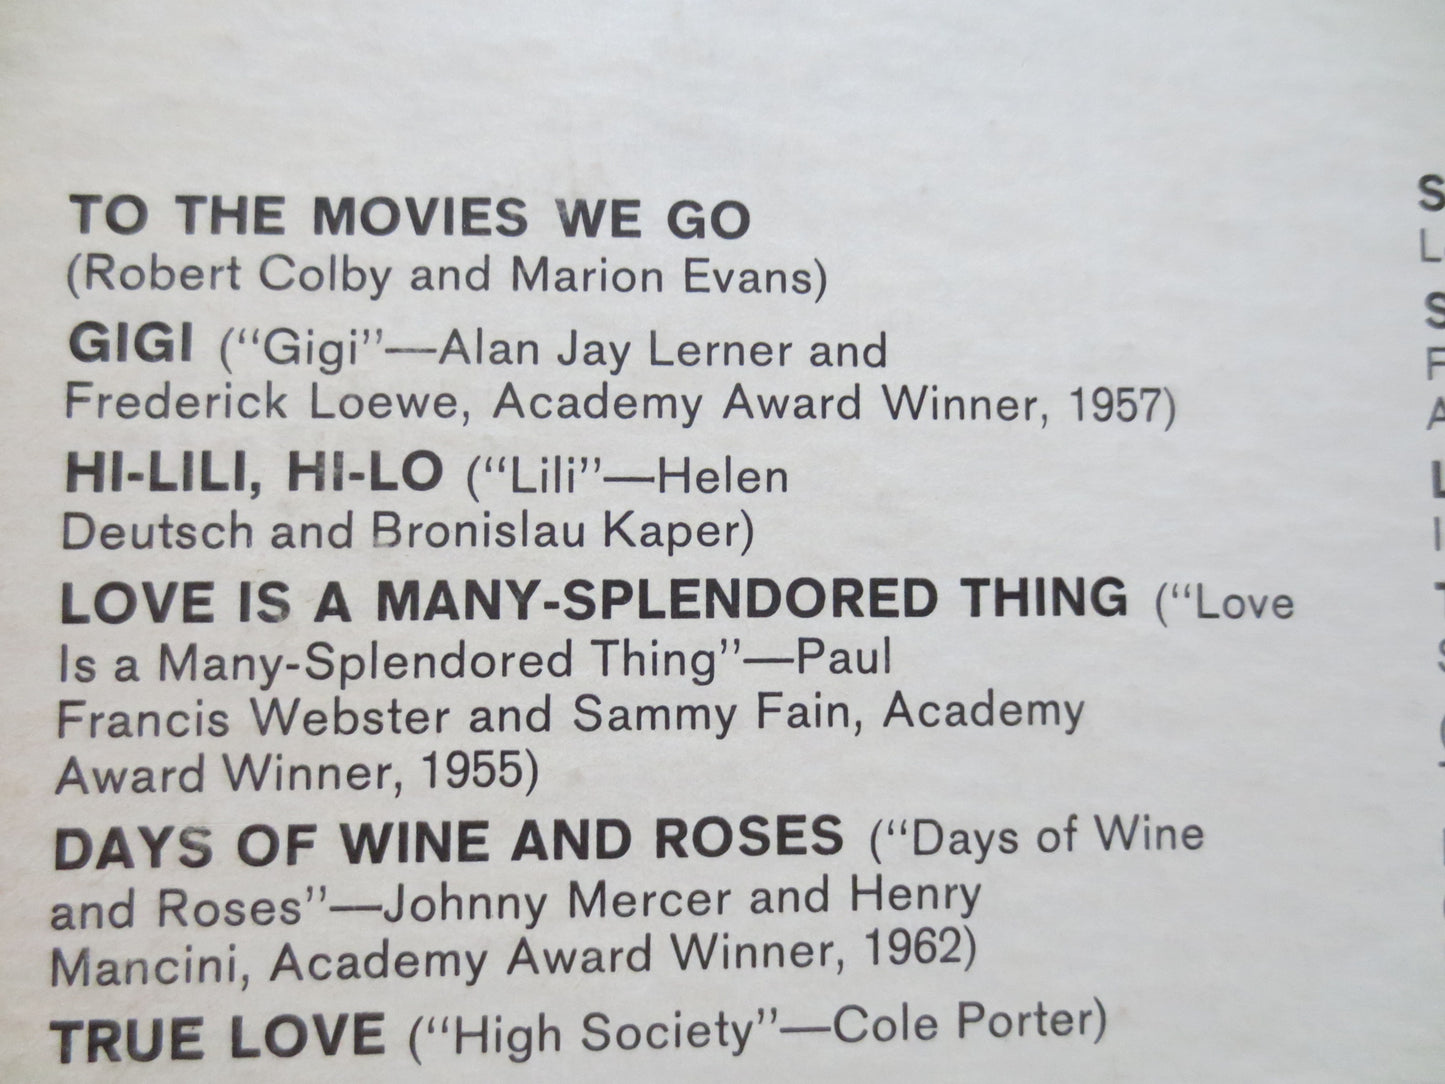 TO THE MOVIES WE GO
(Robert Colby and Marion Evans)
GIGI (“Gigi”—Alan Jay Lerner and
Frederick Loewe, Academy Award Winner, 1957)
HI-LILI, HI-LO (“Lili”—Helen
Deutsch and Bronislau Kaper)
LOVE IS A MANY-SPLENDORED THING (“Love
Is a Many-Splendored Thing”—Paul
Francis Webster and Sammy Fain, Academy
Award Winner, 1955)
DAYS OF WINE AND ROSES (“Days of Wine
and Roses”—Johnny Mercer and Henry
Mancini, Academy Award Winner, 1962)
TRUE LOVE (“High Society”—Cole Porter)